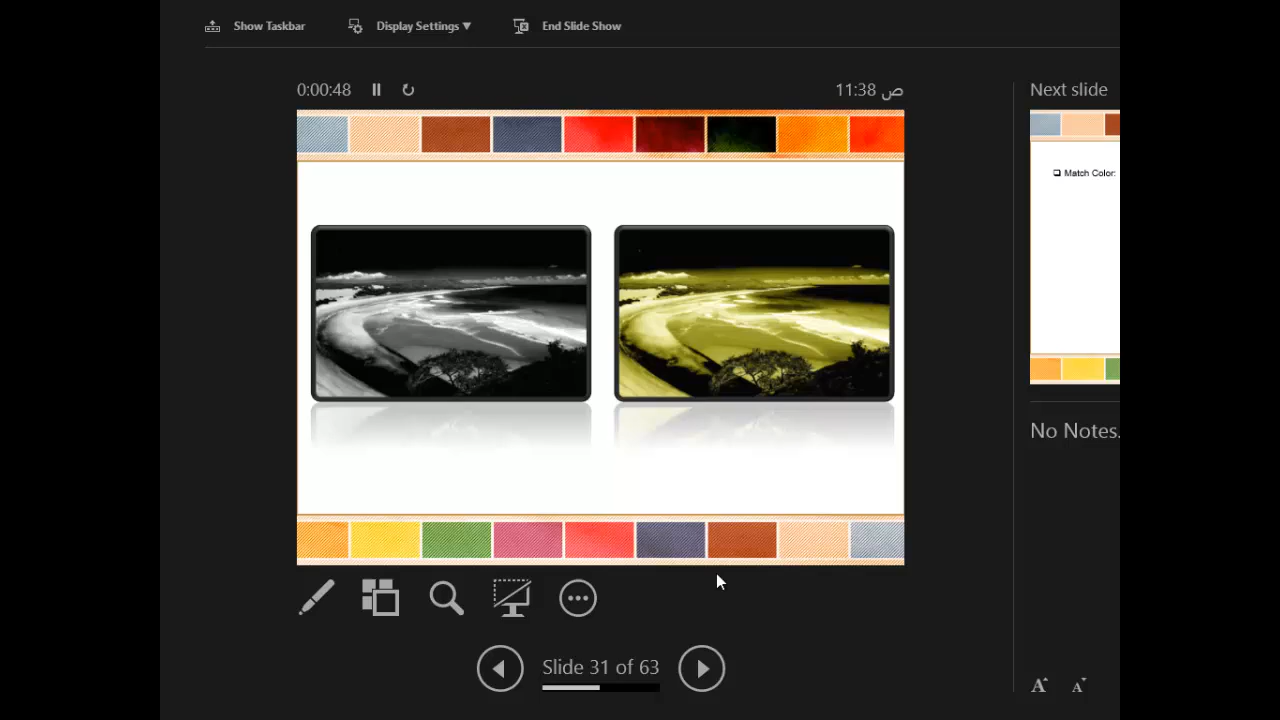 Show Taskbar
Display Settings ▼
End Slide Show
0:00:48
11:38 ص
Next slide
❑ Match Color:
No Notes.
Slide 31 of 63
A
A